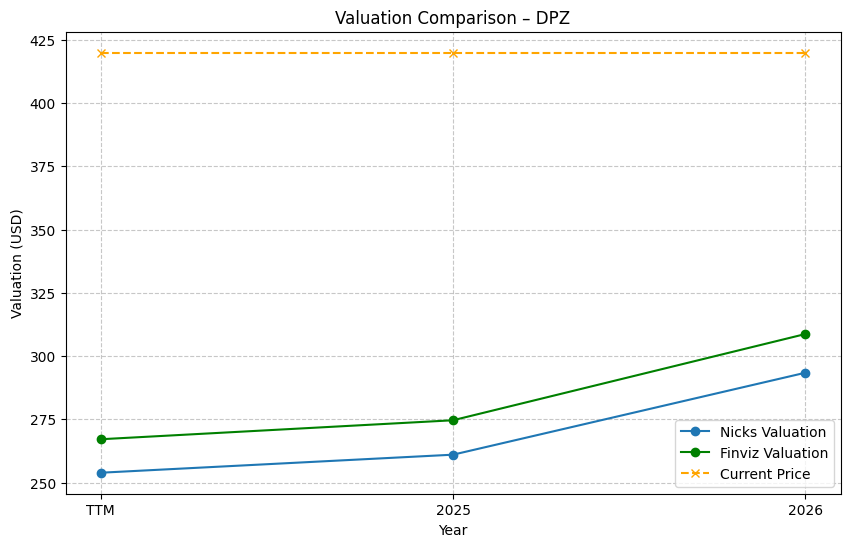 Valuation Comparison – DPZ
Valuation (USD)
425
400
375
350
325
300
275
250
TTM
2025
2026
Year
Nicks Valuation
Finviz Valuation
Current Price